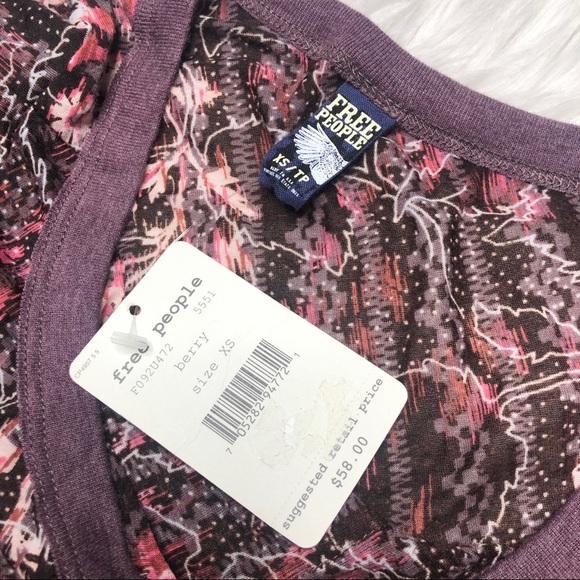 FREE
PEOPLE
XS / TP
free people
F092U472 5551
berry
size XS
7 05282 94772 1
suggested retail price
$58.00